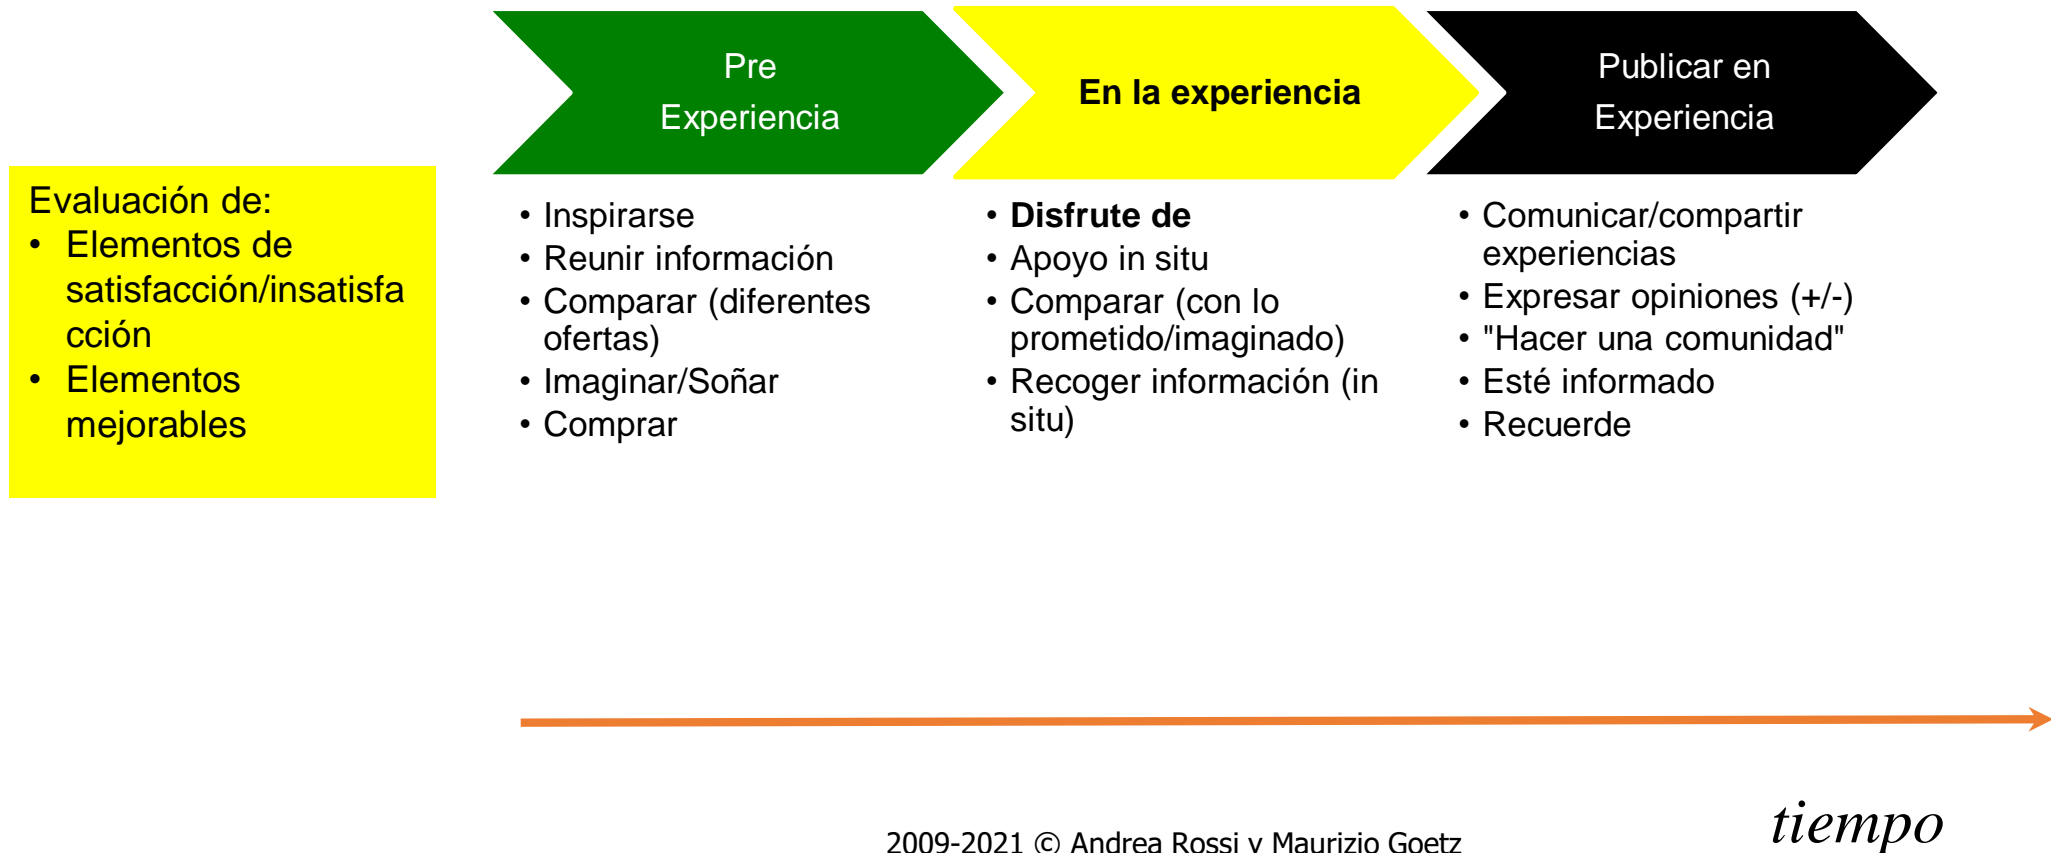 Pre
Experiencia
En la experiencia
Publicar en
Experiencia
Evaluación de:
• Elementos de
satisfacción/insatisfa
cción
• Elementos
mejorables
• Inspirarse
• Reunir información
• Comparar (diferentes
ofertas)
• Imaginar/Soñar
• Comprar
• Disfrute de
• Apoyo in situ
• Comparar (con lo
prometido/imaginado)
• Recoger información (in
situ)
• Comunicar/compartir
experiencias
• Expresar opiniones (+/-)
• "Hacer una comunidad"
• Esté informado
• Recuerde
tiempo
2009-2021 © Andrea Rossi y Maurizio Goetz